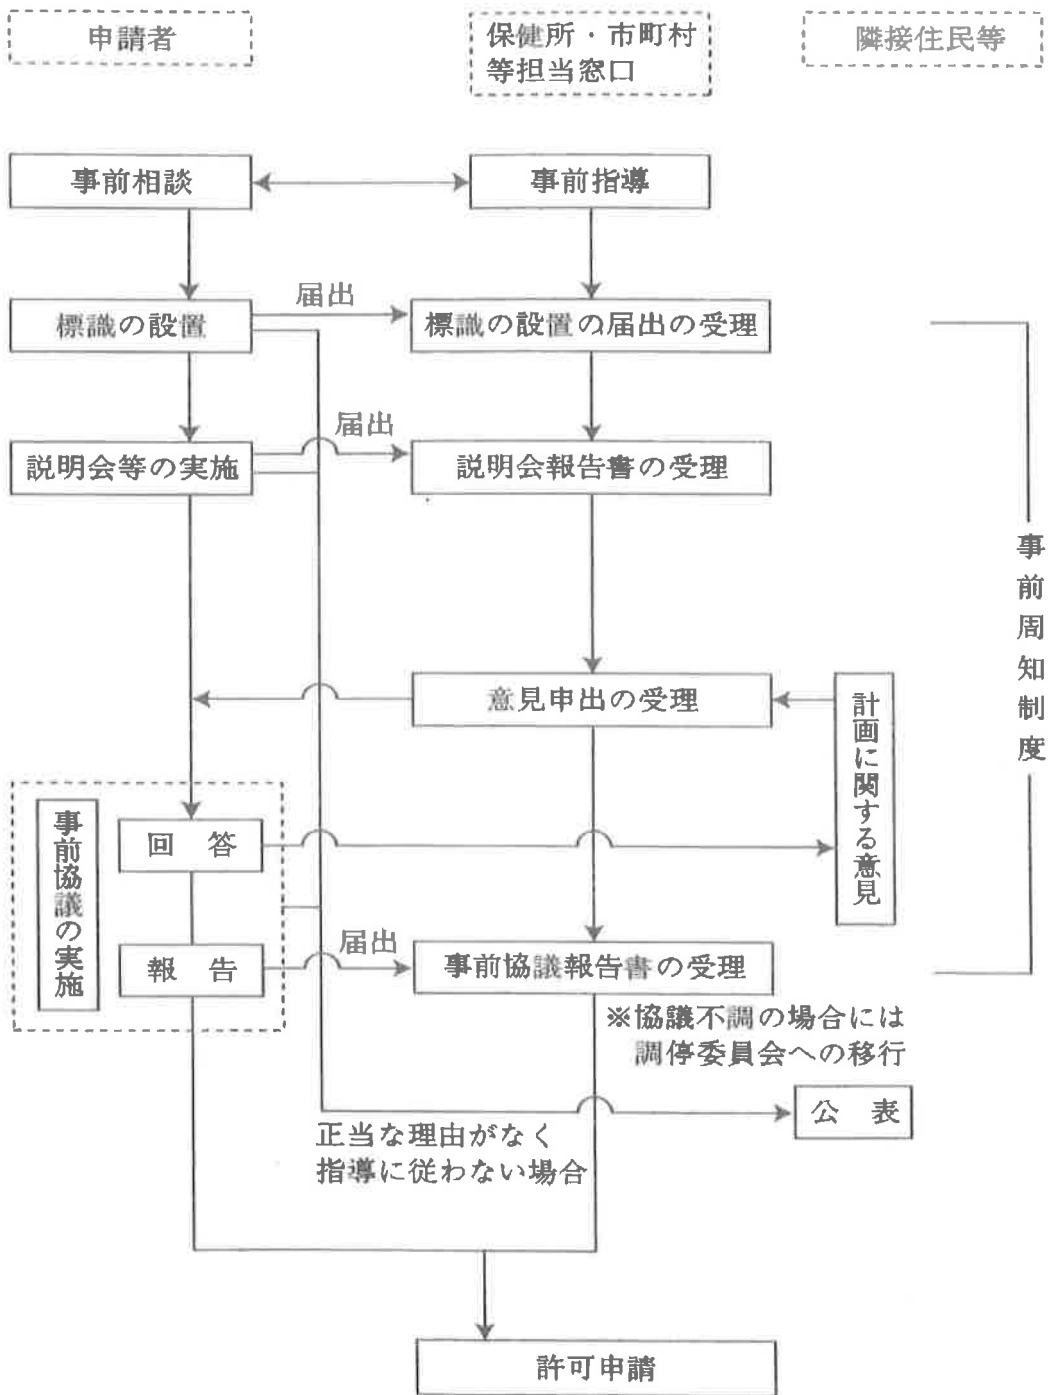 申請者
保健所・市町村
等担当窓口
隣接住民等
事前相談
事前指導
標識の設置
届出
標識の設置の届出の受理
説明会等の実施
届出
説明会報告書の受理
事前周知制度
意見申出の受理
計画に関する意見
事前協議の実施
回　答
報　告
届出
事前協議報告書の受理
※協議不調の場合には
調停委員会への移行
公　表
正当な理由がなく
指導に従わない場合
許可申請